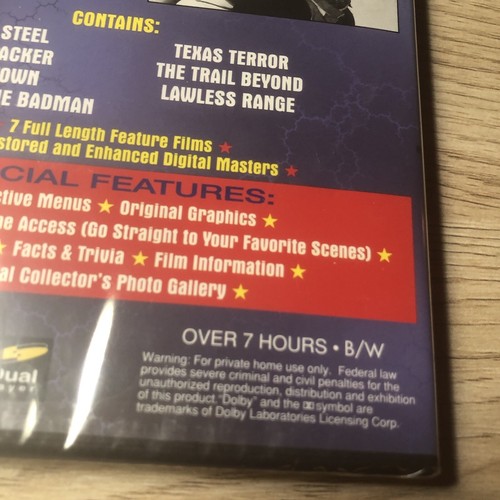 CONTAINS:
STEEL
ACKER
OWN
E BADMAN
TEXAS TERROR
THE TRAIL BEYOND
LAWLESS RANGE
7 Full Length Feature Films
stored and Enhanced Digital Masters
CIAL FEATURES:
ctive Menus ★ Original Graphics ★
ne Access (Go Straight to Your Favorite Scenes) ★
★ Facts & Trivia ★ Film Information ★
al Collector's Photo Gallery ★
OVER 7 HOURS • B/W
Warning: For private home use only. Federal law
provides severe criminal and civil penalties for the
unauthorized reproduction, distribution and exhibition
of this product. "Dolby" and the symbol are
trademarks of Dolby Laboratories Licensing Corp.
Dual
ayer